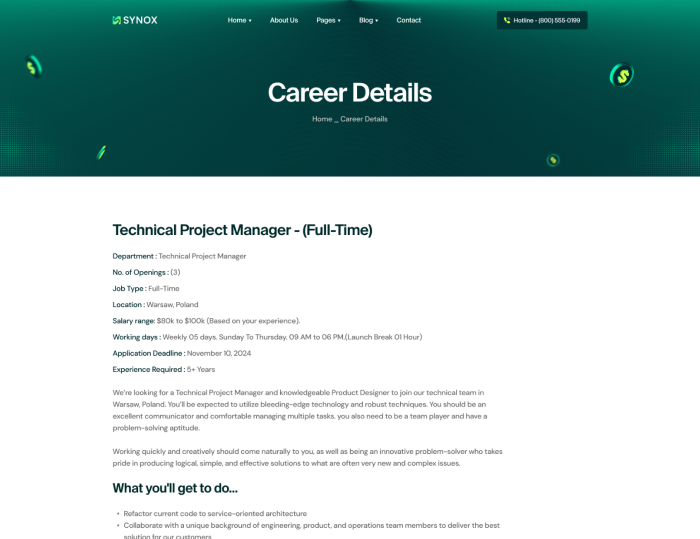 SYNOX
Home
About Us
Pages
Blog
Contact
Hotline - (800) 555-0199
Career Details
Home _ Career Details
Technical Project Manager - (Full-Time)
Department : Technical Project Manager
No. of Openings : (3)
Job Type : Full-Time
Location : Warsaw, Poland
Salary range: $80k to $100k (Based on your experience).
Working days : Weekly 05 days. Sunday To Thursday. 09 AM to 06 PM.(Launch Break 01 Hour)
Application Deadline : November 10, 2024
Experience Required : 5+ Years
We're looking for a Technical Project Manager and knowledgeable Product Designer to join our technical team in
Warsaw, Poland. You'll be expected to utilize bleeding-edge technology and robust techniques. You should be an
excellent communicator and comfortable managing multiple tasks. you also need to be a team player and have a
problem-solving aptitude.
Working quickly and creatively should come naturally to you, as well as being an innovative problem-solver who takes
pride in producing logical, simple, and effective solutions to what are often very new and complex issues.
What you'll get to do...
• Refactor current code to service-oriented architecture
• Collaborate with a unique background of engineering, product, and operations team members to deliver the best
solution for our customers